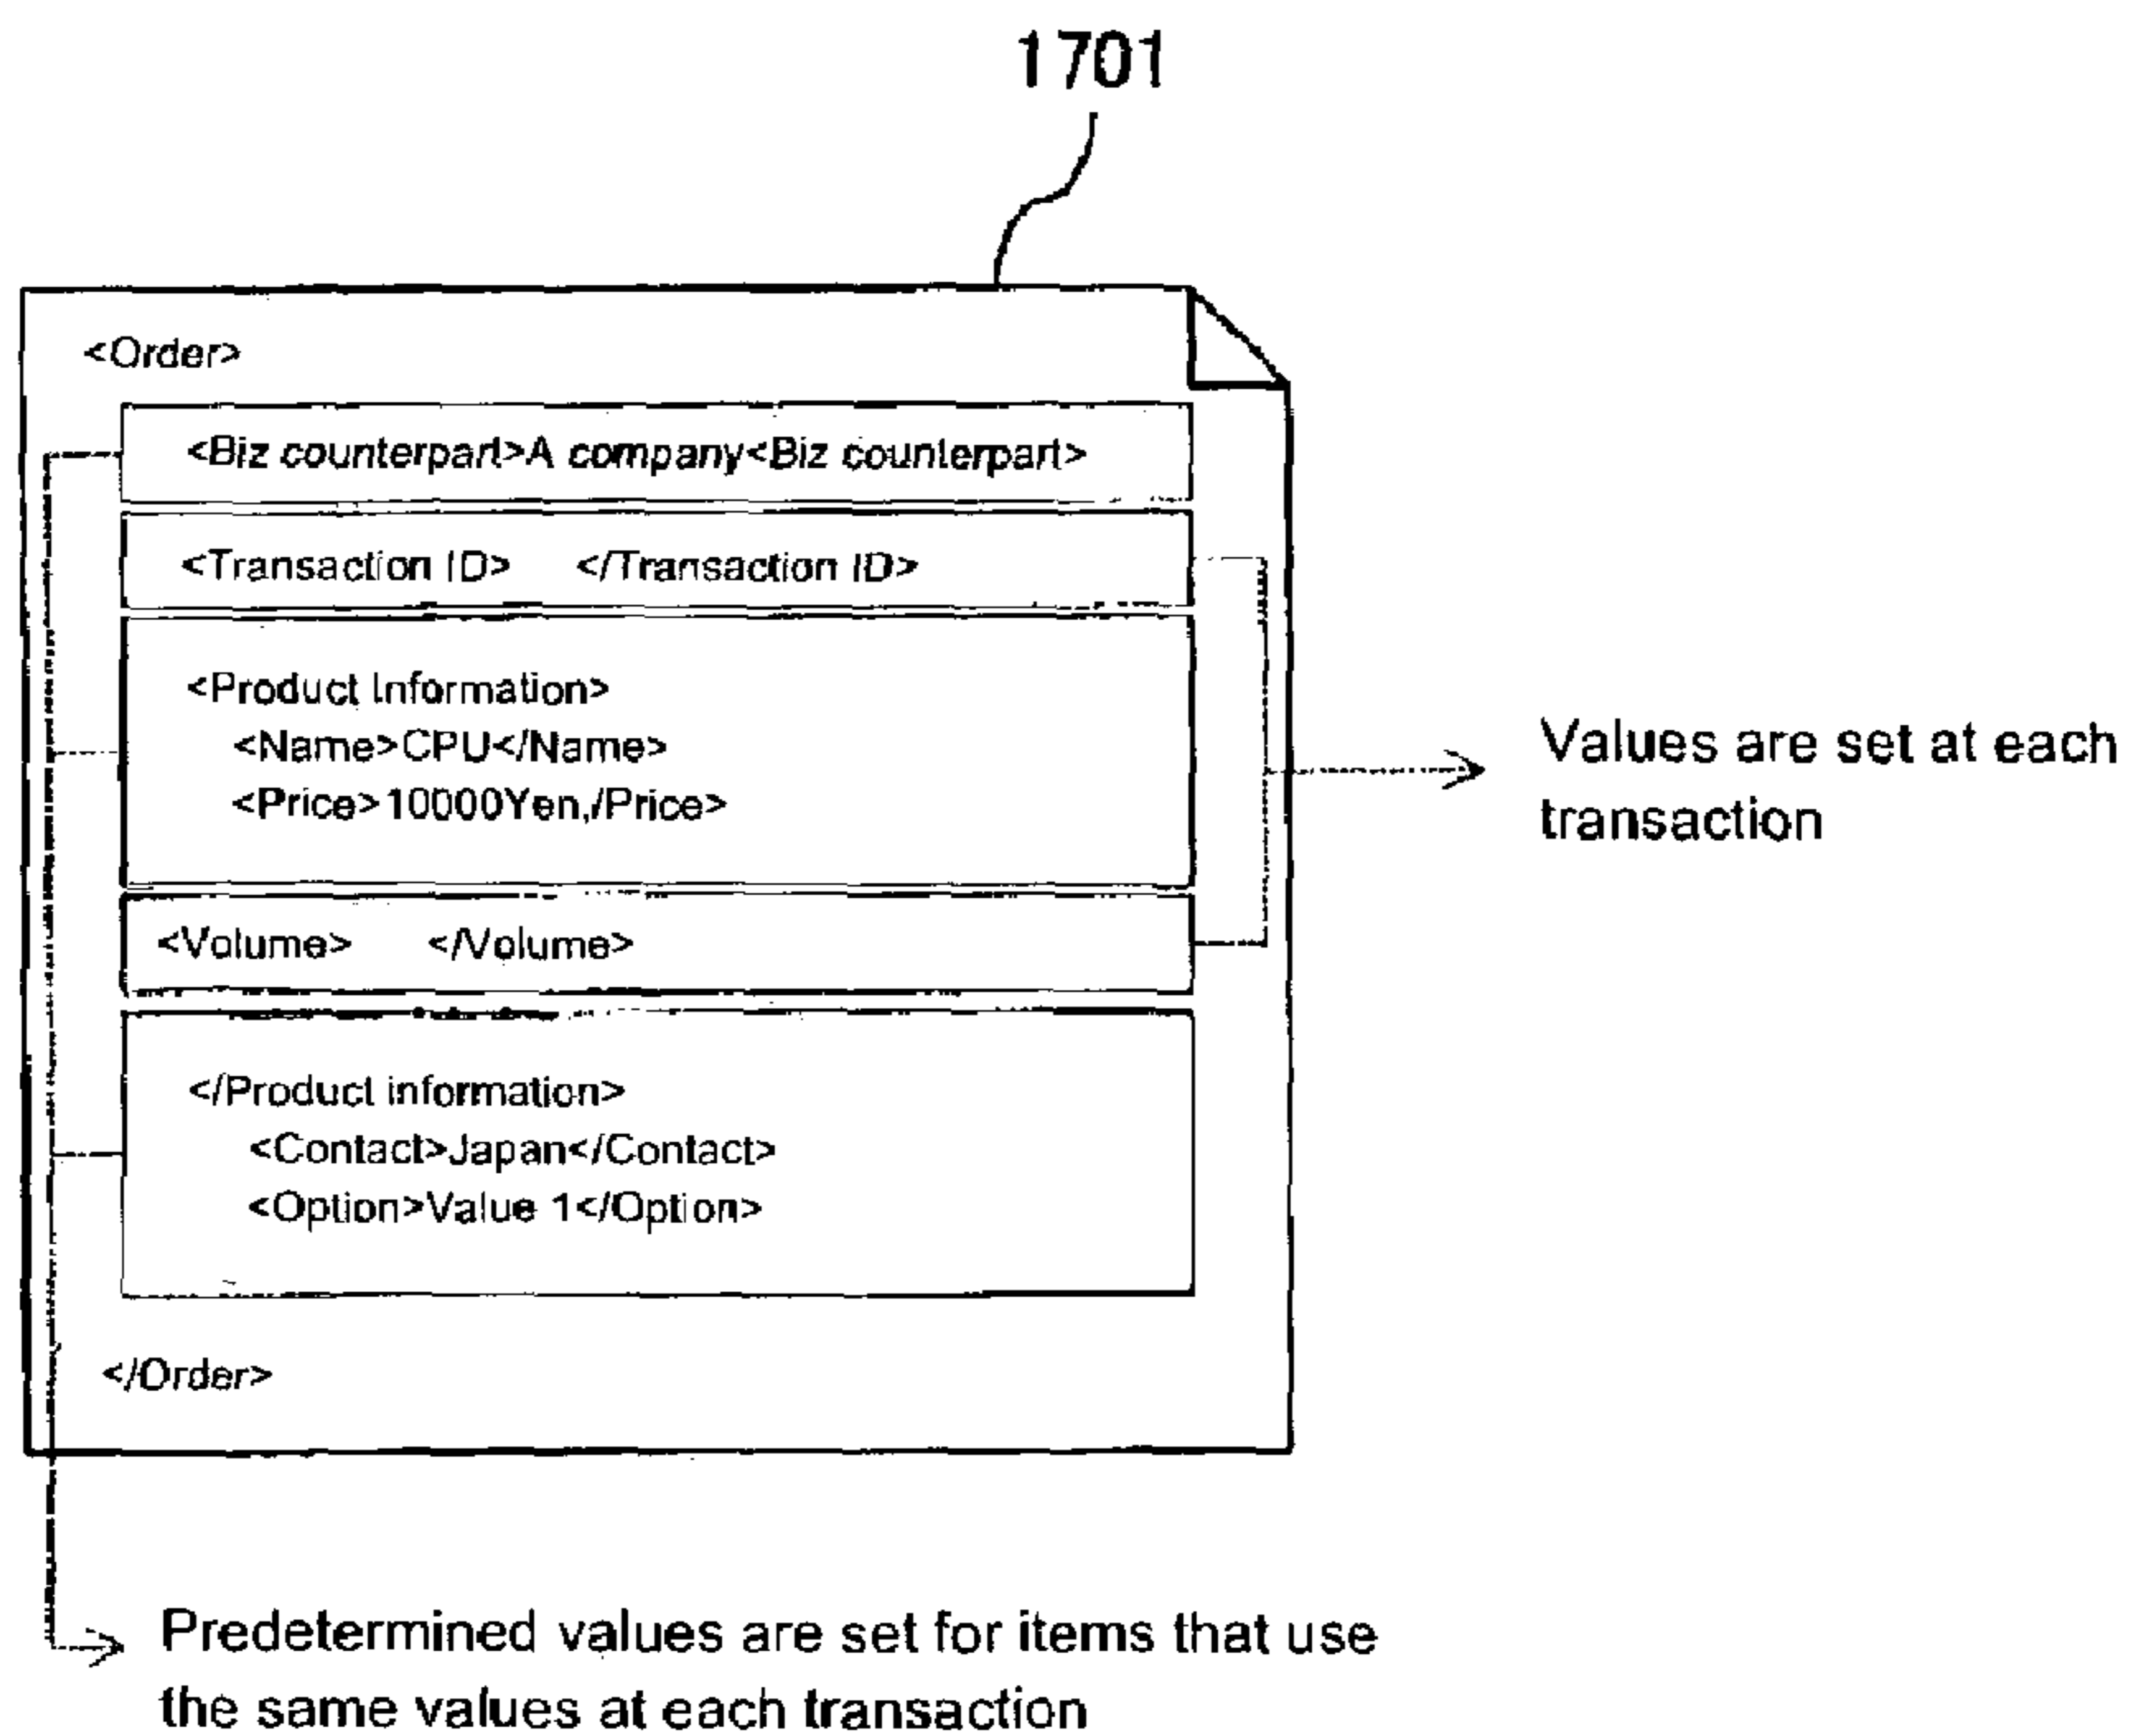 1701
<Order>
<Biz counterpart>A company<Biz counterpart>
<Transaction ID> </Transaction ID>
<Product Information>
<Name>CPU</Name>
<Price>10000Yen,/Price>
Values are set at each
transaction
<Volume> </Volume>
</Product information>
<Contact>Japan</Contact>
<Option>Value 1</Option>
</Order>
Predetermined values are set for items that use
the same values at each transaction